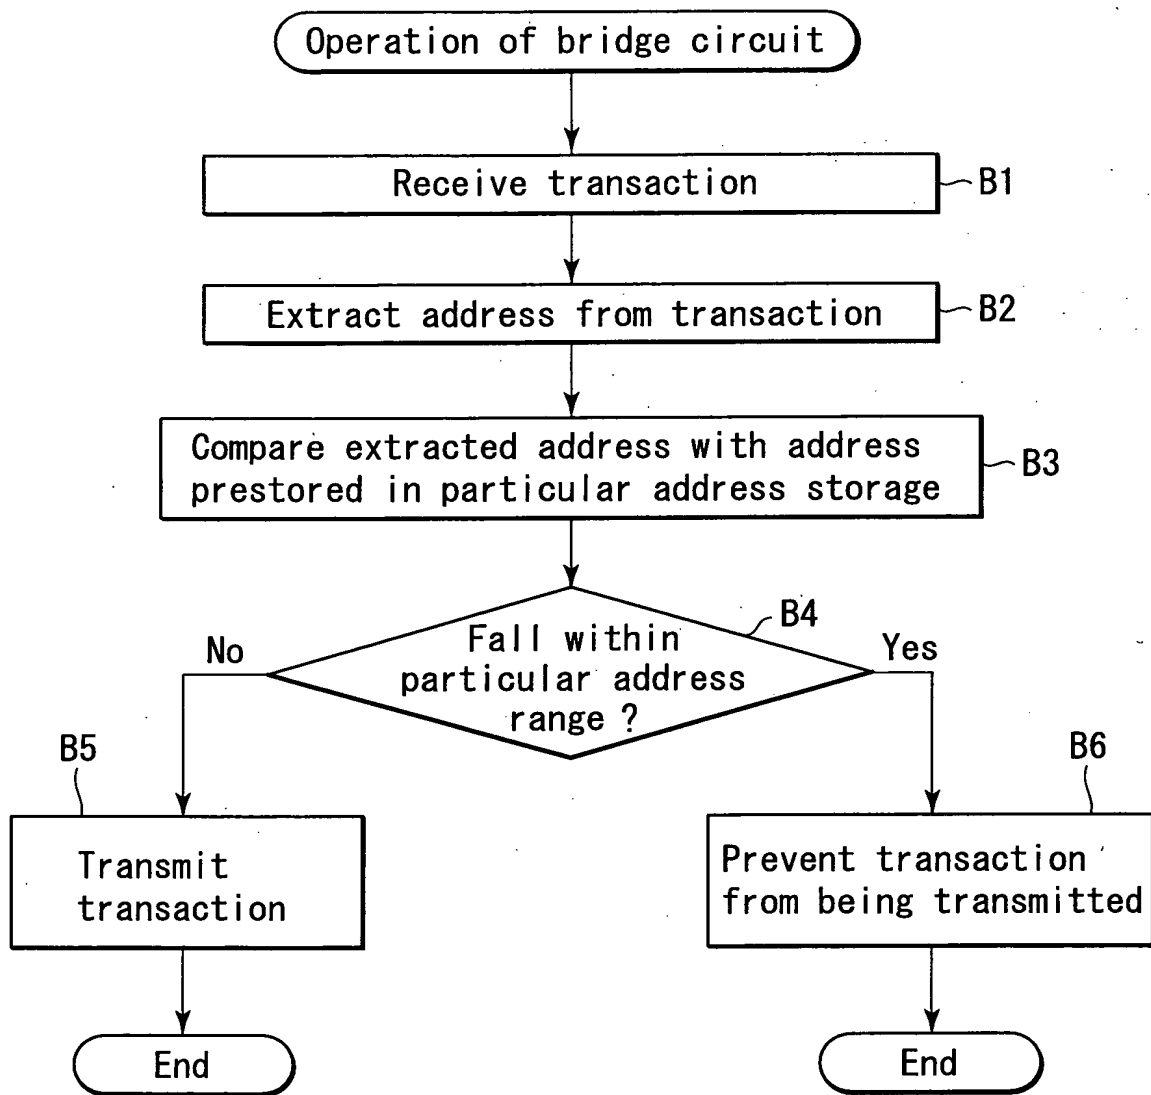 Operation of bridge circuit
Receive transaction
B1
Extract address from transaction
B2
Compare extracted address with address
prestored in particular address storage
B3
B4
Fall within
particular address
range ?
No
Yes
B5
B6
Transmit
transaction
Prevent transaction
from being transmitted
End
End